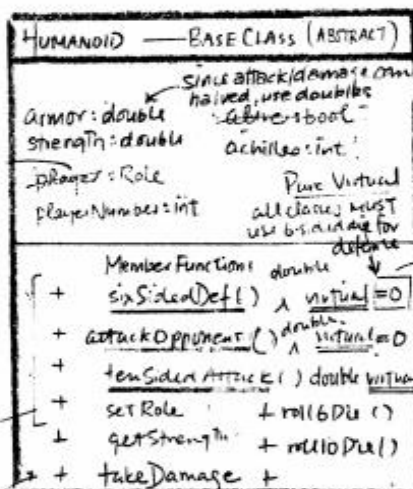 HUMANOID — BASE CLASS (ABSTRACT)
since attack/damage can
halved, use doubles
armor: double
strength: double
achilles: int
player: Role
playerNumber: int
Pure Virtual
all classes MUST
use 6-sided die for
defence
Member Functions
+ sixSidedDef() ^ double virtual = 0
+ attackOpponent() ^ double virtual = 0
+ tenSidedAttack() double virtual
+ setRole + roll6Die()
+ getStrength + roll10Die()
+ takeDamage +